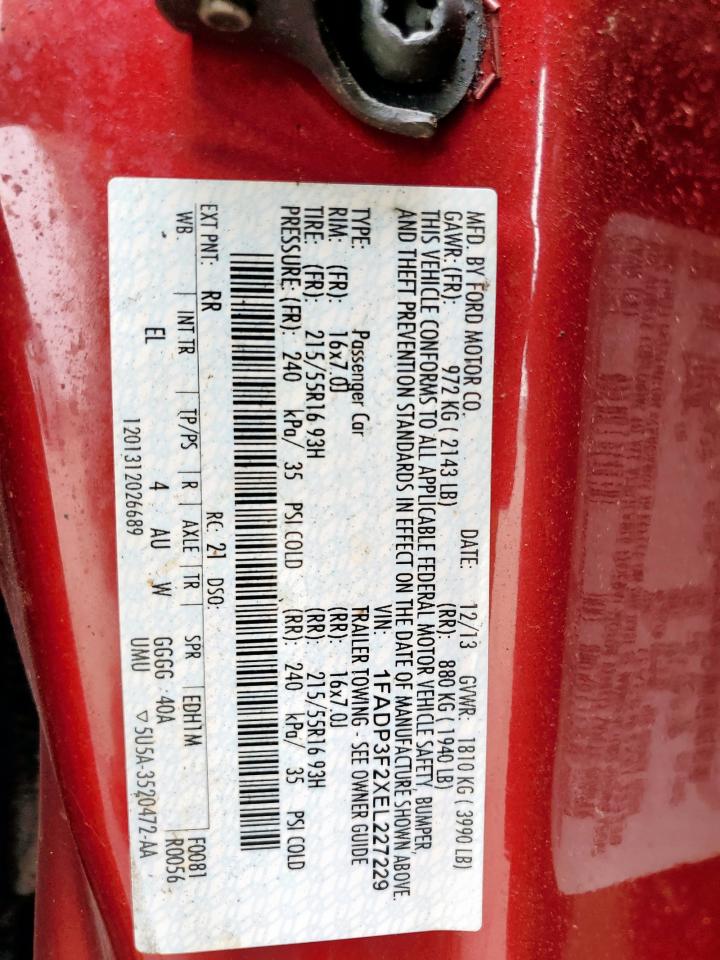 MFD. BY FORD MOTOR CO. DATE: 12/13 GVWR: 1810 KG ( 3990 LB)
GAWR: (FR): 972 KG ( 2143 LB) (RR): 880 KG ( 1940 LB)
THIS VEHICLE CONFORMS TO ALL APPLICABLE FEDERAL MOTOR VEHICLE SAFETY, BUMPER,
AND THEFT PREVENTION STANDARDS IN EFFECT ON THE DATE OF MANUFACTURE SHOWN ABOVE.
VIN: 1FADP3F2XEL227229
TYPE: Passenger Car TRAILER TOWING - SEE OWNER GUIDE
RIM: (FR): 16x7.0J (RR): 16x7.0J
TIRE: (FR): 215/55R16 93H (RR): 215/55R16 93H
PRESSURE: (FR): 240 kPa/ 35 PSI COLD (RR): 240 kPa/ 35 PSI COLD
EXT PNT: RR RC: 21 DSO: F0081
WB INT TR TP/PS R AXLE TR SPR EDH1M R0056
EL 4 AU W GGGG 40A
1201312026689 UMU ▽5U5A-3520472-AA